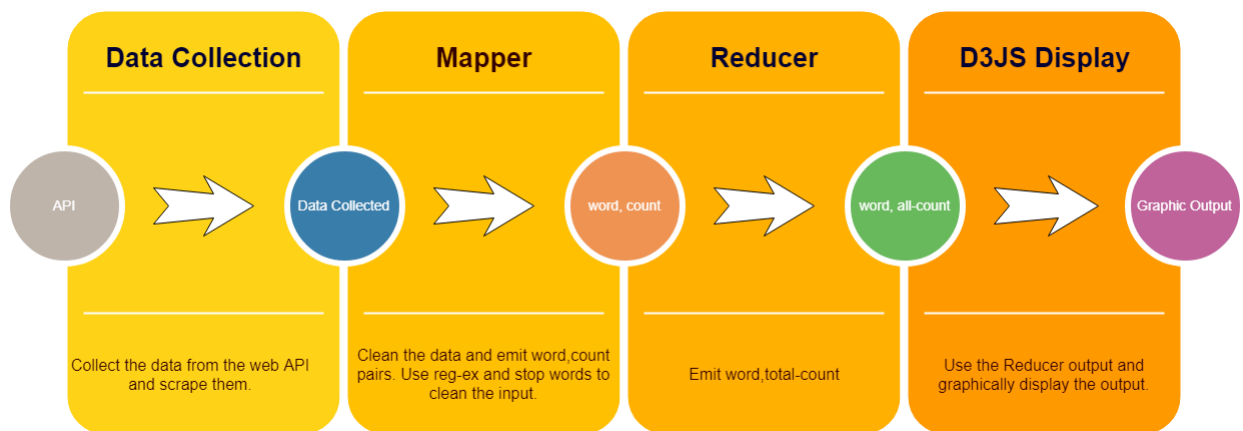 Data Collection
Mapper
Reducer
D3JS Display
API
Data Collected
word, count
word, all-count
Graphic Output
Collect the data from the web API
and scrape them.
Clean the data and emit word,count
pairs. Use reg-ex and stop words to
clean the input.
Emit word,total-count
Use the Reducer output and
graphically display the output.